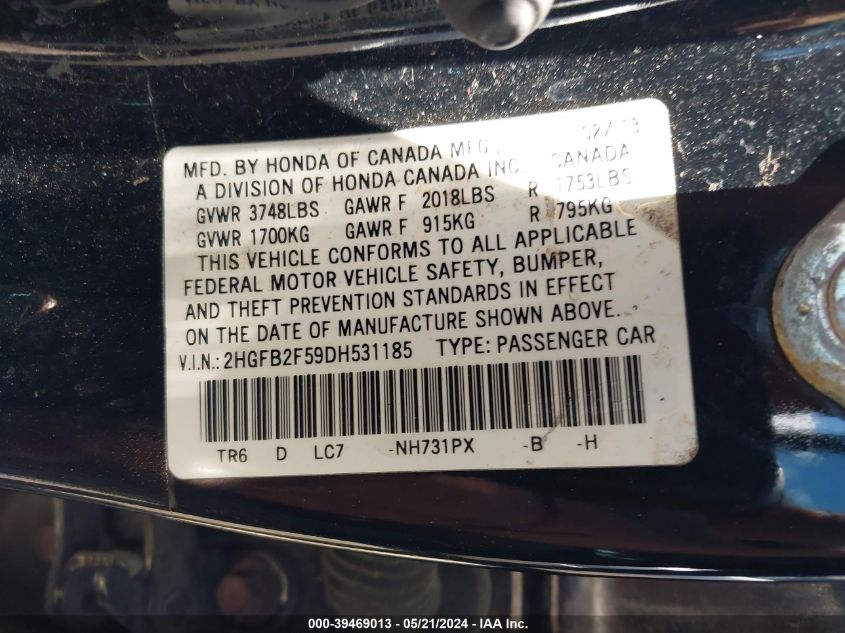 MFD. BY HONDA OF CANADA MFG.,
A DIVISION OF HONDA CANADA INC., CANADA
GVWR 3748LBS GAWR F 2018LBS R 1753LBS
GVWR 1700KG GAWR F 915KG R 795KG
THIS VEHICLE CONFORMS TO ALL APPLICABLE
FEDERAL MOTOR VEHICLE SAFETY, BUMPER,
AND THEFT PREVENTION STANDARDS IN EFFECT
ON THE DATE OF MANUFACTURE SHOWN ABOVE.
V.I.N.: 2HGFB2F59DH531185 TYPE: PASSENGER CAR
TR6 D LC7 -NH731PX -B -H
000-39469013 - 05/21/2024 - IAA Inc.